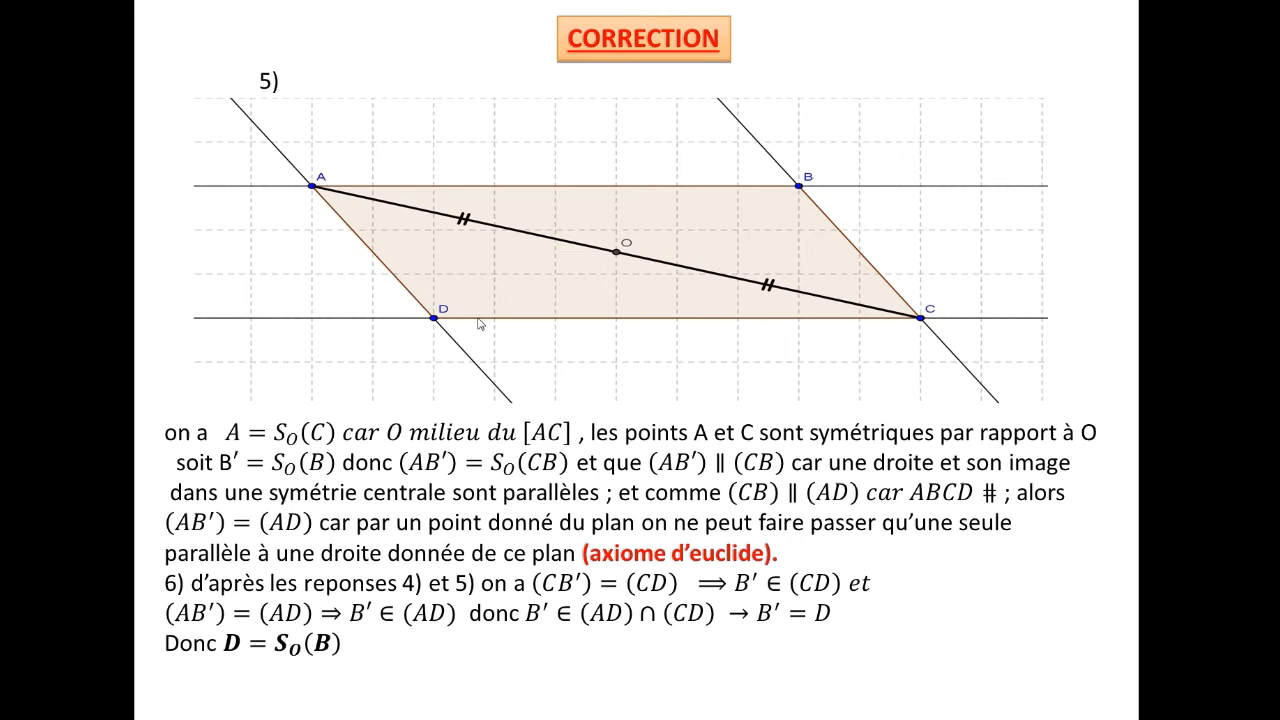 CORRECTION
5)
A
B
O
D
C
on a A = S_O(C) car O milieu du [AC] , les points A et C sont symétriques par rapport à O
soit B′ = S_O(B) donc (AB′) = S_O(CB) et que (AB′) ∥ (CB) car une droite et son image
dans une symétrie centrale sont parallèles ; et comme (CB) ∥ (AD) car ABCD ⧺ ; alors
(AB′) = (AD) car par un point donné du plan on ne peut faire passer qu’une seule
parallèle à une droite donnée de ce plan (axiome d’euclide).
6) d’après les reponses 4) et 5) on a (CB′) = (CD) ⟹ B′ ∈ (CD) et
(AB′) = (AD) ⇒ B′ ∈ (AD) donc B′ ∈ (AD) ∩ (CD) → B′ = D
Donc D = S_O(B)